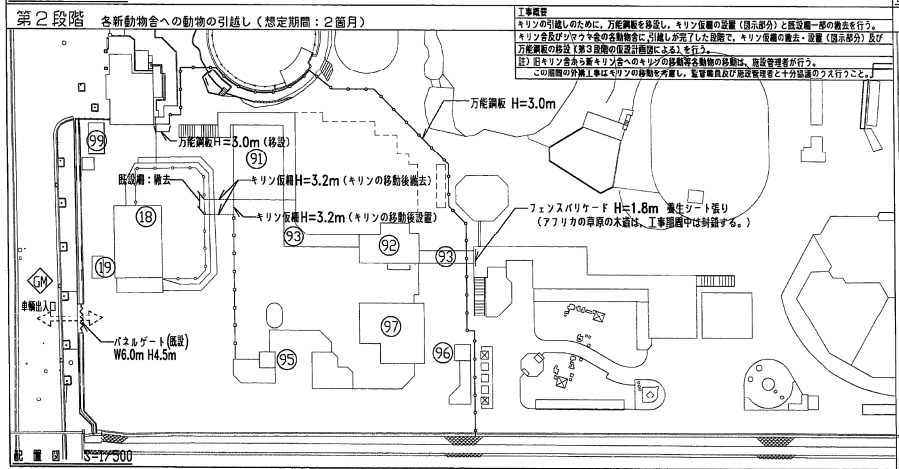 第2段階 各新動物舎への動物の引越し（想定期間：2箇月）
工事概要
キリンの引越しのために、万能鋼板を移設し、キリン仮柵の設置（図示部分）と既設柵一部の撤去を行う。
キリン舎及びシマウマ舎の各動物舎に、引越しが完了した段階で、キリン仮柵の撤去・設置（図示部分）及び
万能鋼板の移設（第3段階の仮設計画図による）を行う。
註）旧キリン舎から新キリン舎へのキリンの移動等各動物の移動は、施設管理者が行う。
この期間の外構工事はキリンの移動を考慮し、監督職員及び施設管理者と十分協議のうえ行うこと。
万能鋼板 H=3.0m
万能鋼板H=3.0m（移設）
99
91
既設柵：撤去
キリン仮柵H=3.2m（キリンの移動後撤去）
18
キリン仮柵H=3.2m（キリンの移動後設置）
フェンスバリケード H=1.8m 養生シート張り
（アフリカの草原の木道は、工事期間中は封鎖する。）
93
92
93
19
GM
車輌出入口
97
パネルゲート(既設)
W6.0m H4.5m
95
96
配置図 S=1/500